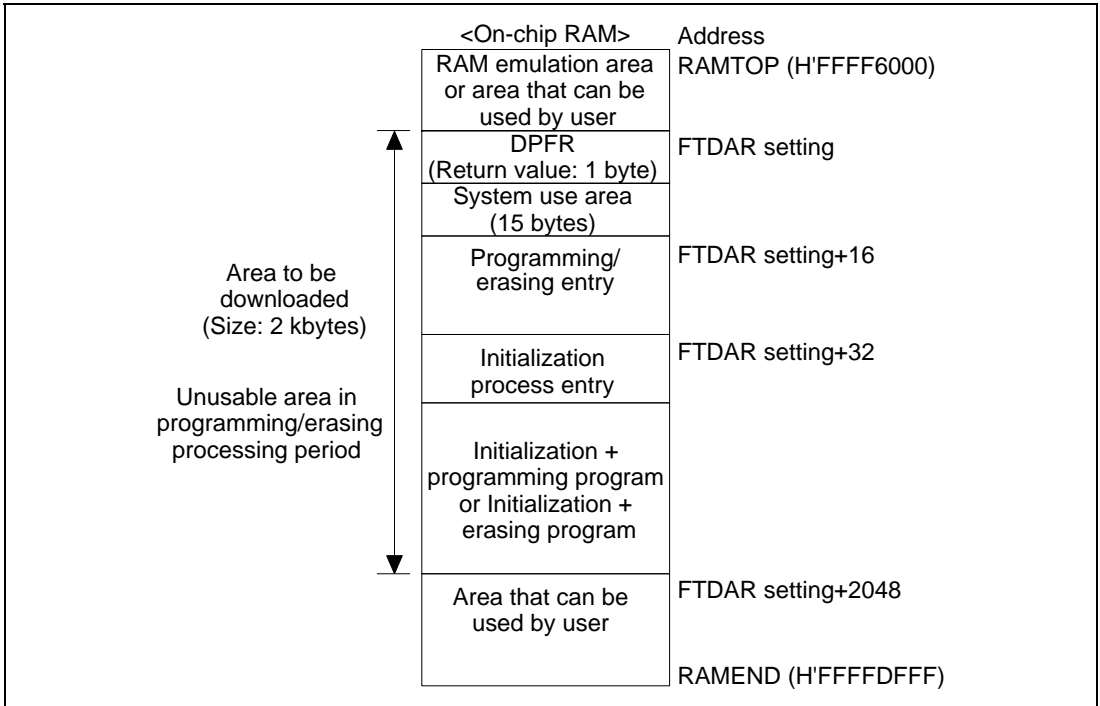 <On-chip RAM>
Address
RAM emulation area
or area that can be
used by user
RAMTOP (H'FFFF6000)
DPFR
(Return value: 1 byte)
FTDAR setting
System use area
(15 bytes)
Programming/
erasing entry
FTDAR setting+16
Area to be
downloaded
(Size: 2 kbytes)
Initialization
process entry
FTDAR setting+32
Unusable area in
programming/erasing
processing period
Initialization +
programming program
or Initialization +
erasing program
Area that can be
used by user
FTDAR setting+2048
RAMEND (H'FFFFDFFF)